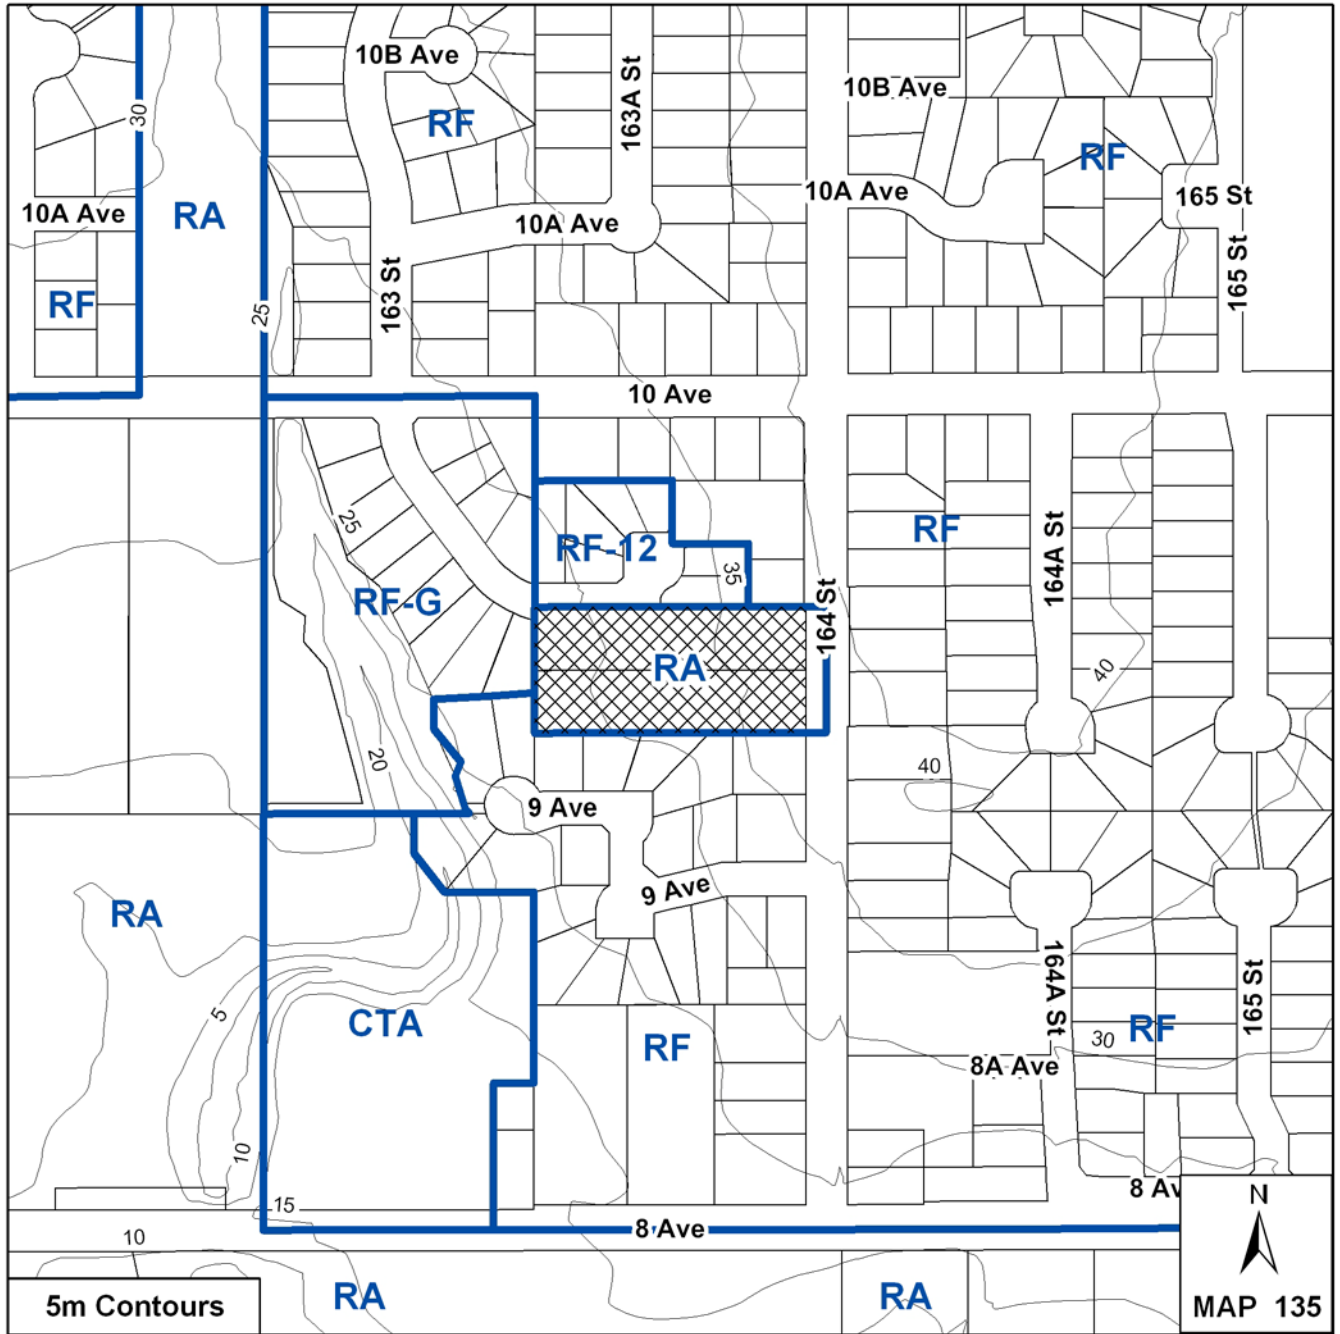 10B Ave
163A St
10B Ave
30
RF
RF
10A Ave
165 St
10A Ave
RA
10A Ave
165 St
163 St
RF
25
10 Ave
25
RF-12
RF
164A St
35
RF-G
164 St
RA
40
20
40
9 Ave
9 Ave
RA
164A St
165 St
5
CTA
RF
RF
30
8A Ave
10
8 Av
15
8 Ave
10
N
RA
RA
5m Contours
MAP 135